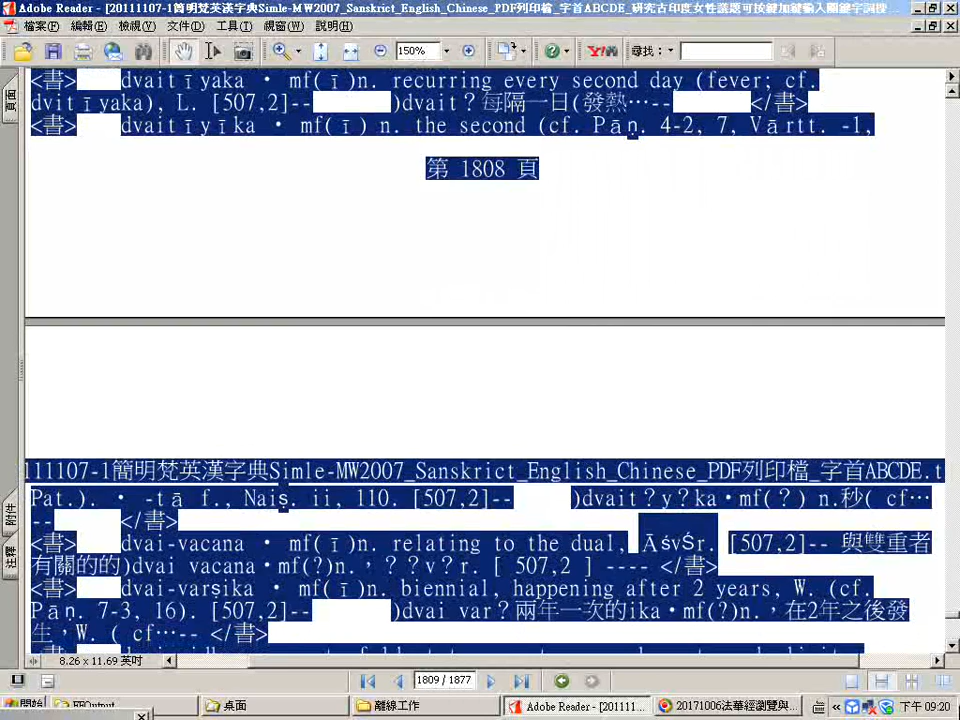 Adobe Reader - [20111107-1簡明梵英漢字典Simle-MW2007_Sanskrict_English_Chinese_PDF列印檔_字首ABCDE_研究古印度女性議題可按鍵加鍵輸入關鍵字詞搜
檔案(F) 編輯(E) 檢視(V) 文件(D) 工具(T) 視窗(W) 說明(H)
150% 尋找:
頁面
<書> dvaitīyaka ‧ mf(ī)n. recurring every second day (fever; cf.
dvitīyaka), L. [507,2]-- )dvait？每隔一日(發熱…-- </書>
<書> dvaitīyīka ‧ mf(ī) n. the second (cf. Pāṇ. 4-2, 7, Vārtt. -1,
第 1808 頁
111107-1簡明梵英漢字典Simle-MW2007_Sanskrict_English_Chinese_PDF列印檔_字首ABCDE.t
Pat.). ‧ -tā f., Naiṣ. ii, 110. [507,2]-- )dvait？y？ka‧mf(？) n.秒( cf…
-- </書>
<書> dvai-vacana ‧ mf(ī)n. relating to the dual, ĀśvŚr. [507,2]-- 與雙重者
有關的的)dvai vacana‧mf(?)n.，？？v？r. [ 507,2 ] ---- </書>
<書> dvai-varṣika ‧ mf(ī)n. biennial, happening after 2 years, W. (cf.
Pāṇ. 7-3, 16). [507,2]-- )dvai var？兩年一次的ika‧mf(?)n.，在2年之後發
生，W. ( cf…-- </書>
附件
注釋
8.26 x 11.69 英吋
1809 / 1877
開始 FFOutput 桌面 離線工作 Adobe Reader - [20111... 20171006法華經瀏覽與... 下午 09:20